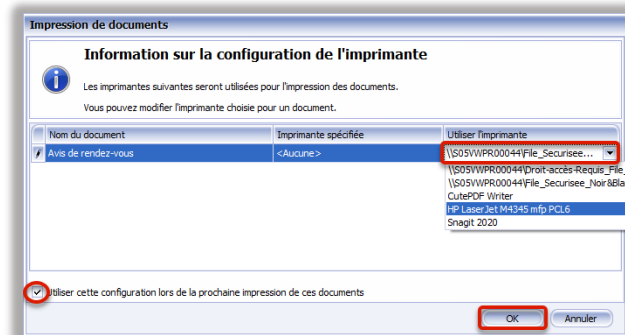 Impression de documents
Information sur la configuration de l'imprimante
Les imprimantes suivantes seront utilisées pour l'impression des documents.
Vous pouvez modifier l'imprimante choisie pour un document.
Nom du document Imprimante spécifiée Utiliser l'imprimante
Avis de rendez-vous <Aucune> \\S05VWPR00044\File_Securisee...
\\S05VWPR00044\Droit-accès-Requis_File_
\\S05VWPR00044\File_Securisee_Noir&Bla
CutePDF Writer
HP LaserJet M4345 mfp PCL6
Snagit 2020
Utiliser cette configuration lors de la prochaine impression de ces documents
OK Annuler